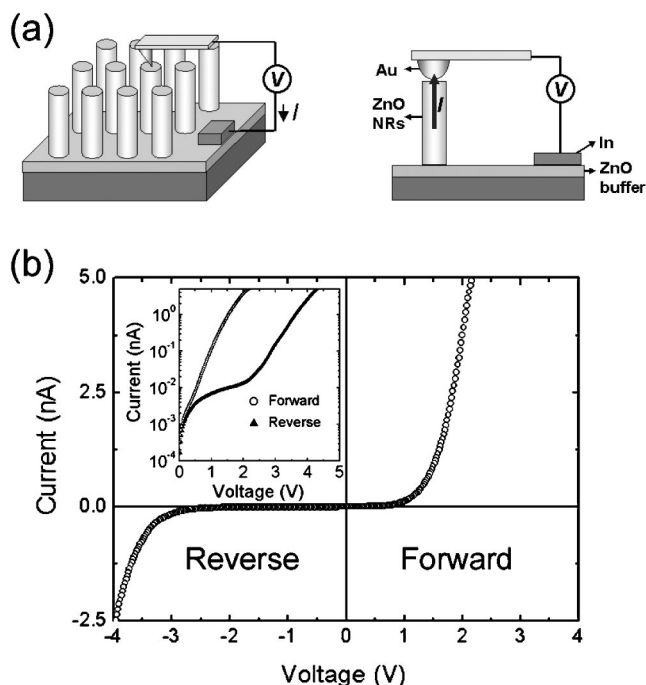 (a)
V
I
Au
ZnO
NRs
I
V
In
ZnO
buffer
(b)
5.0
2.5
0.0
-2.5
Current (nA)
10⁰
10⁻¹
10⁻²
10⁻³
10⁻⁴
Current (nA)
Forward
Reverse
0 1 2 3 4 5
Voltage (V)
Reverse
Forward
-4 -3 -2 -1 0 1 2 3 4
Voltage (V)